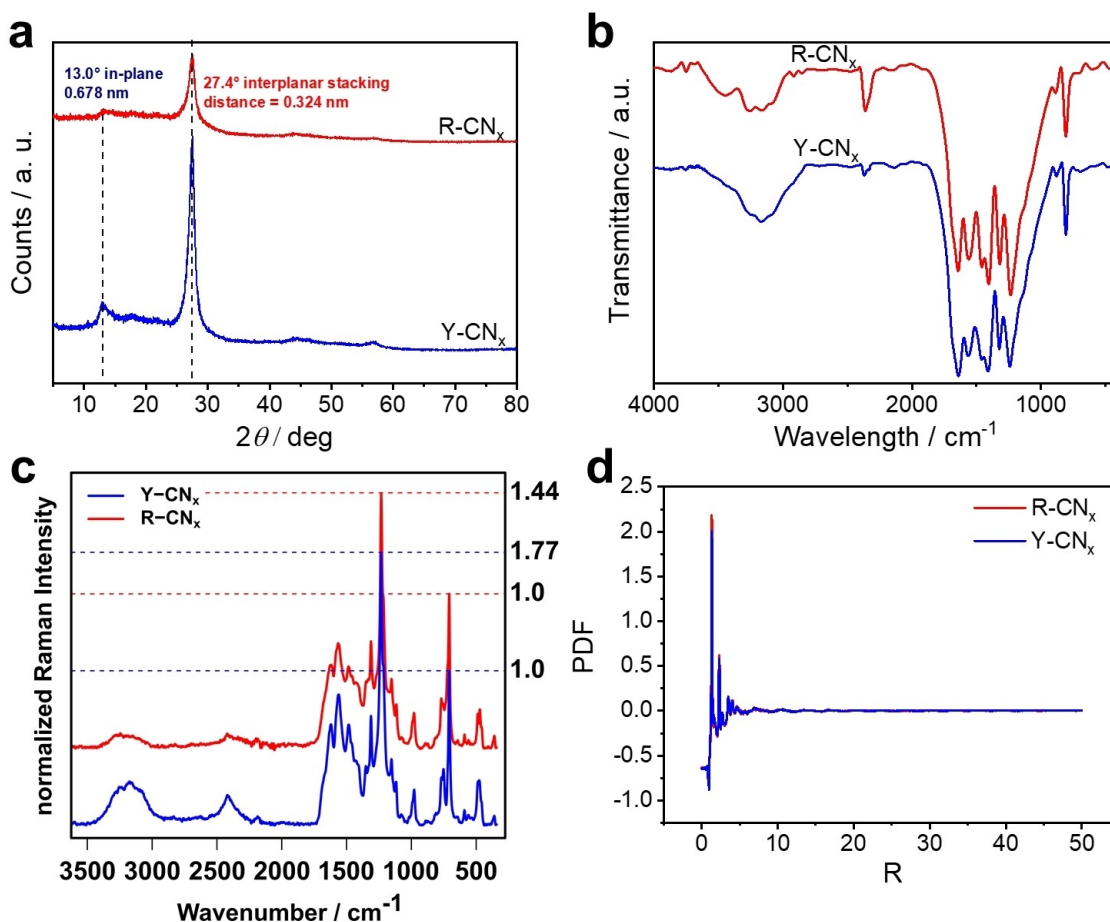 a
13.0° in-plane
0.678 nm
27.4° interplanar stacking
distance = 0.324 nm
R-CNx
Y-CNx
Counts / a. u.
10 20 30 40 50 60 70 80
2θ / deg
b
R-CNx
Y-CNx
Transmittance / a.u.
4000 3000 2000 1000
Wavelength / cm-1
c
Y−CNx
R−CNx
1.44
1.77
1.0
1.0
normalized Raman Intensity
3500 3000 2500 2000 1500 1000 500
Wavenumber / cm-1
d
R-CNx
Y-CNx
2.5
2.0
1.5
1.0
0.5
0.0
-0.5
-1.0
PDF
0 10 20 30 40 50
R